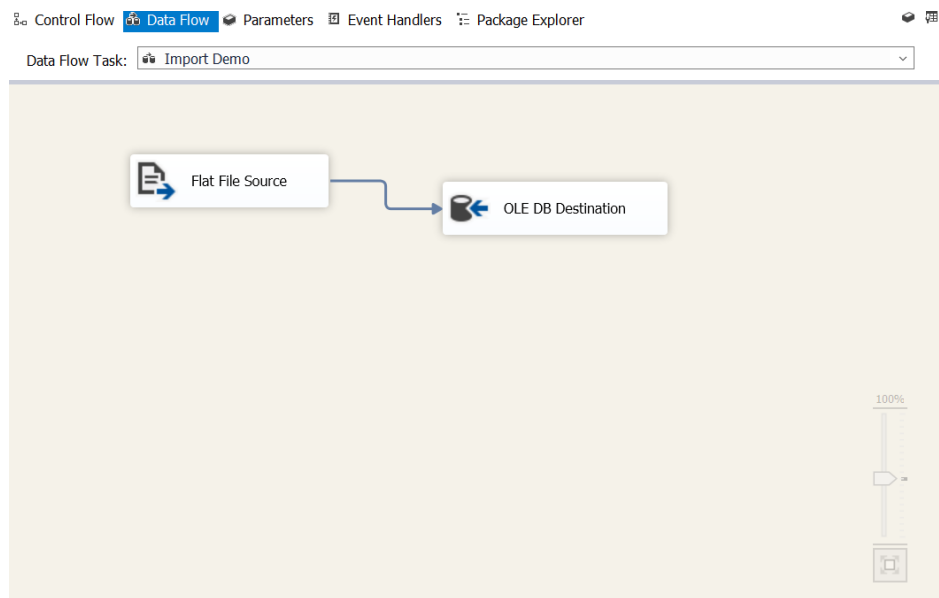 Control Flow Data Flow Parameters Event Handlers Package Explorer
Data Flow Task: Import Demo
Flat File Source
OLE DB Destination
100%